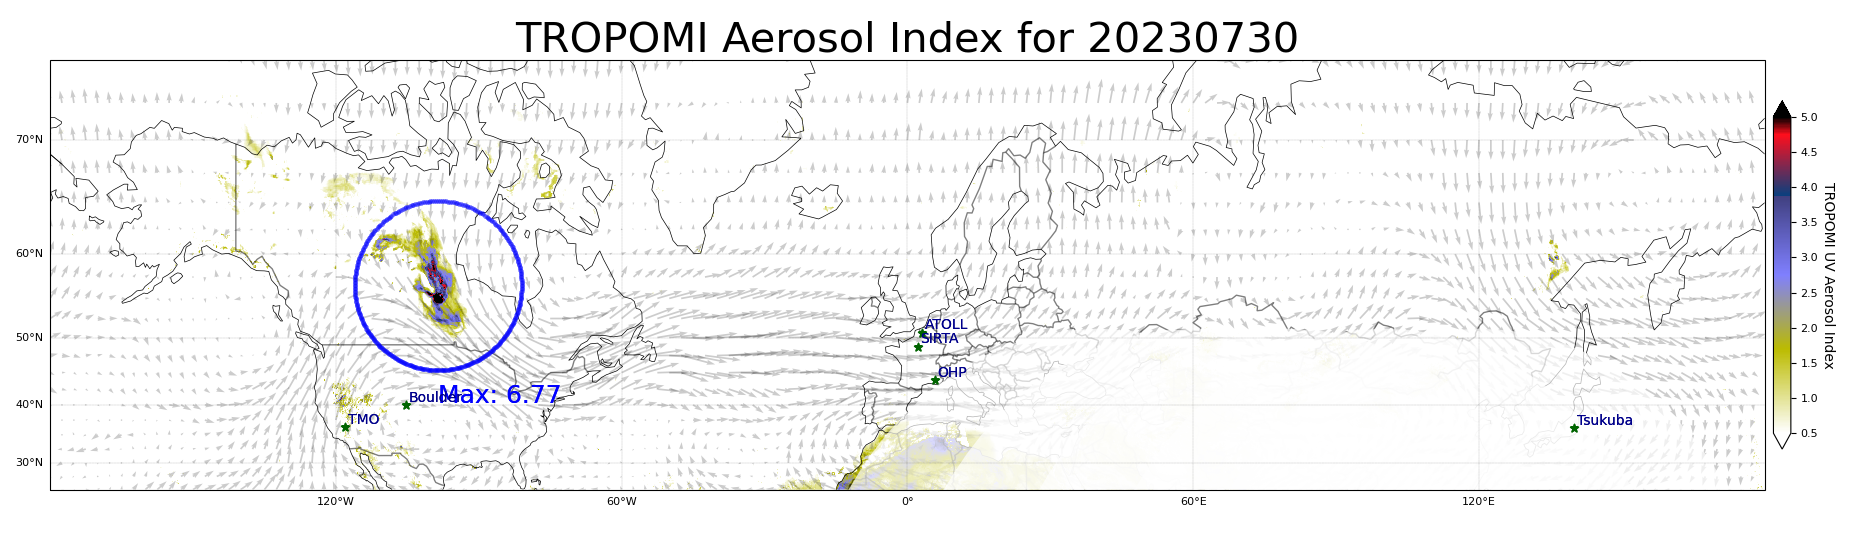 TROPOMI Aerosol Index for 20230730
70°N
60°N
50°N
40°N
30°N
120°W
60°W
0°
60°E
120°E
ATOLL
SIRTA
OHP
Boulder
Max: 6.77
TMO
Tsukuba
5.0
4.5
4.0
3.5
3.0
2.5
2.0
1.5
1.0
0.5
TROPOMI UV Aerosol Index